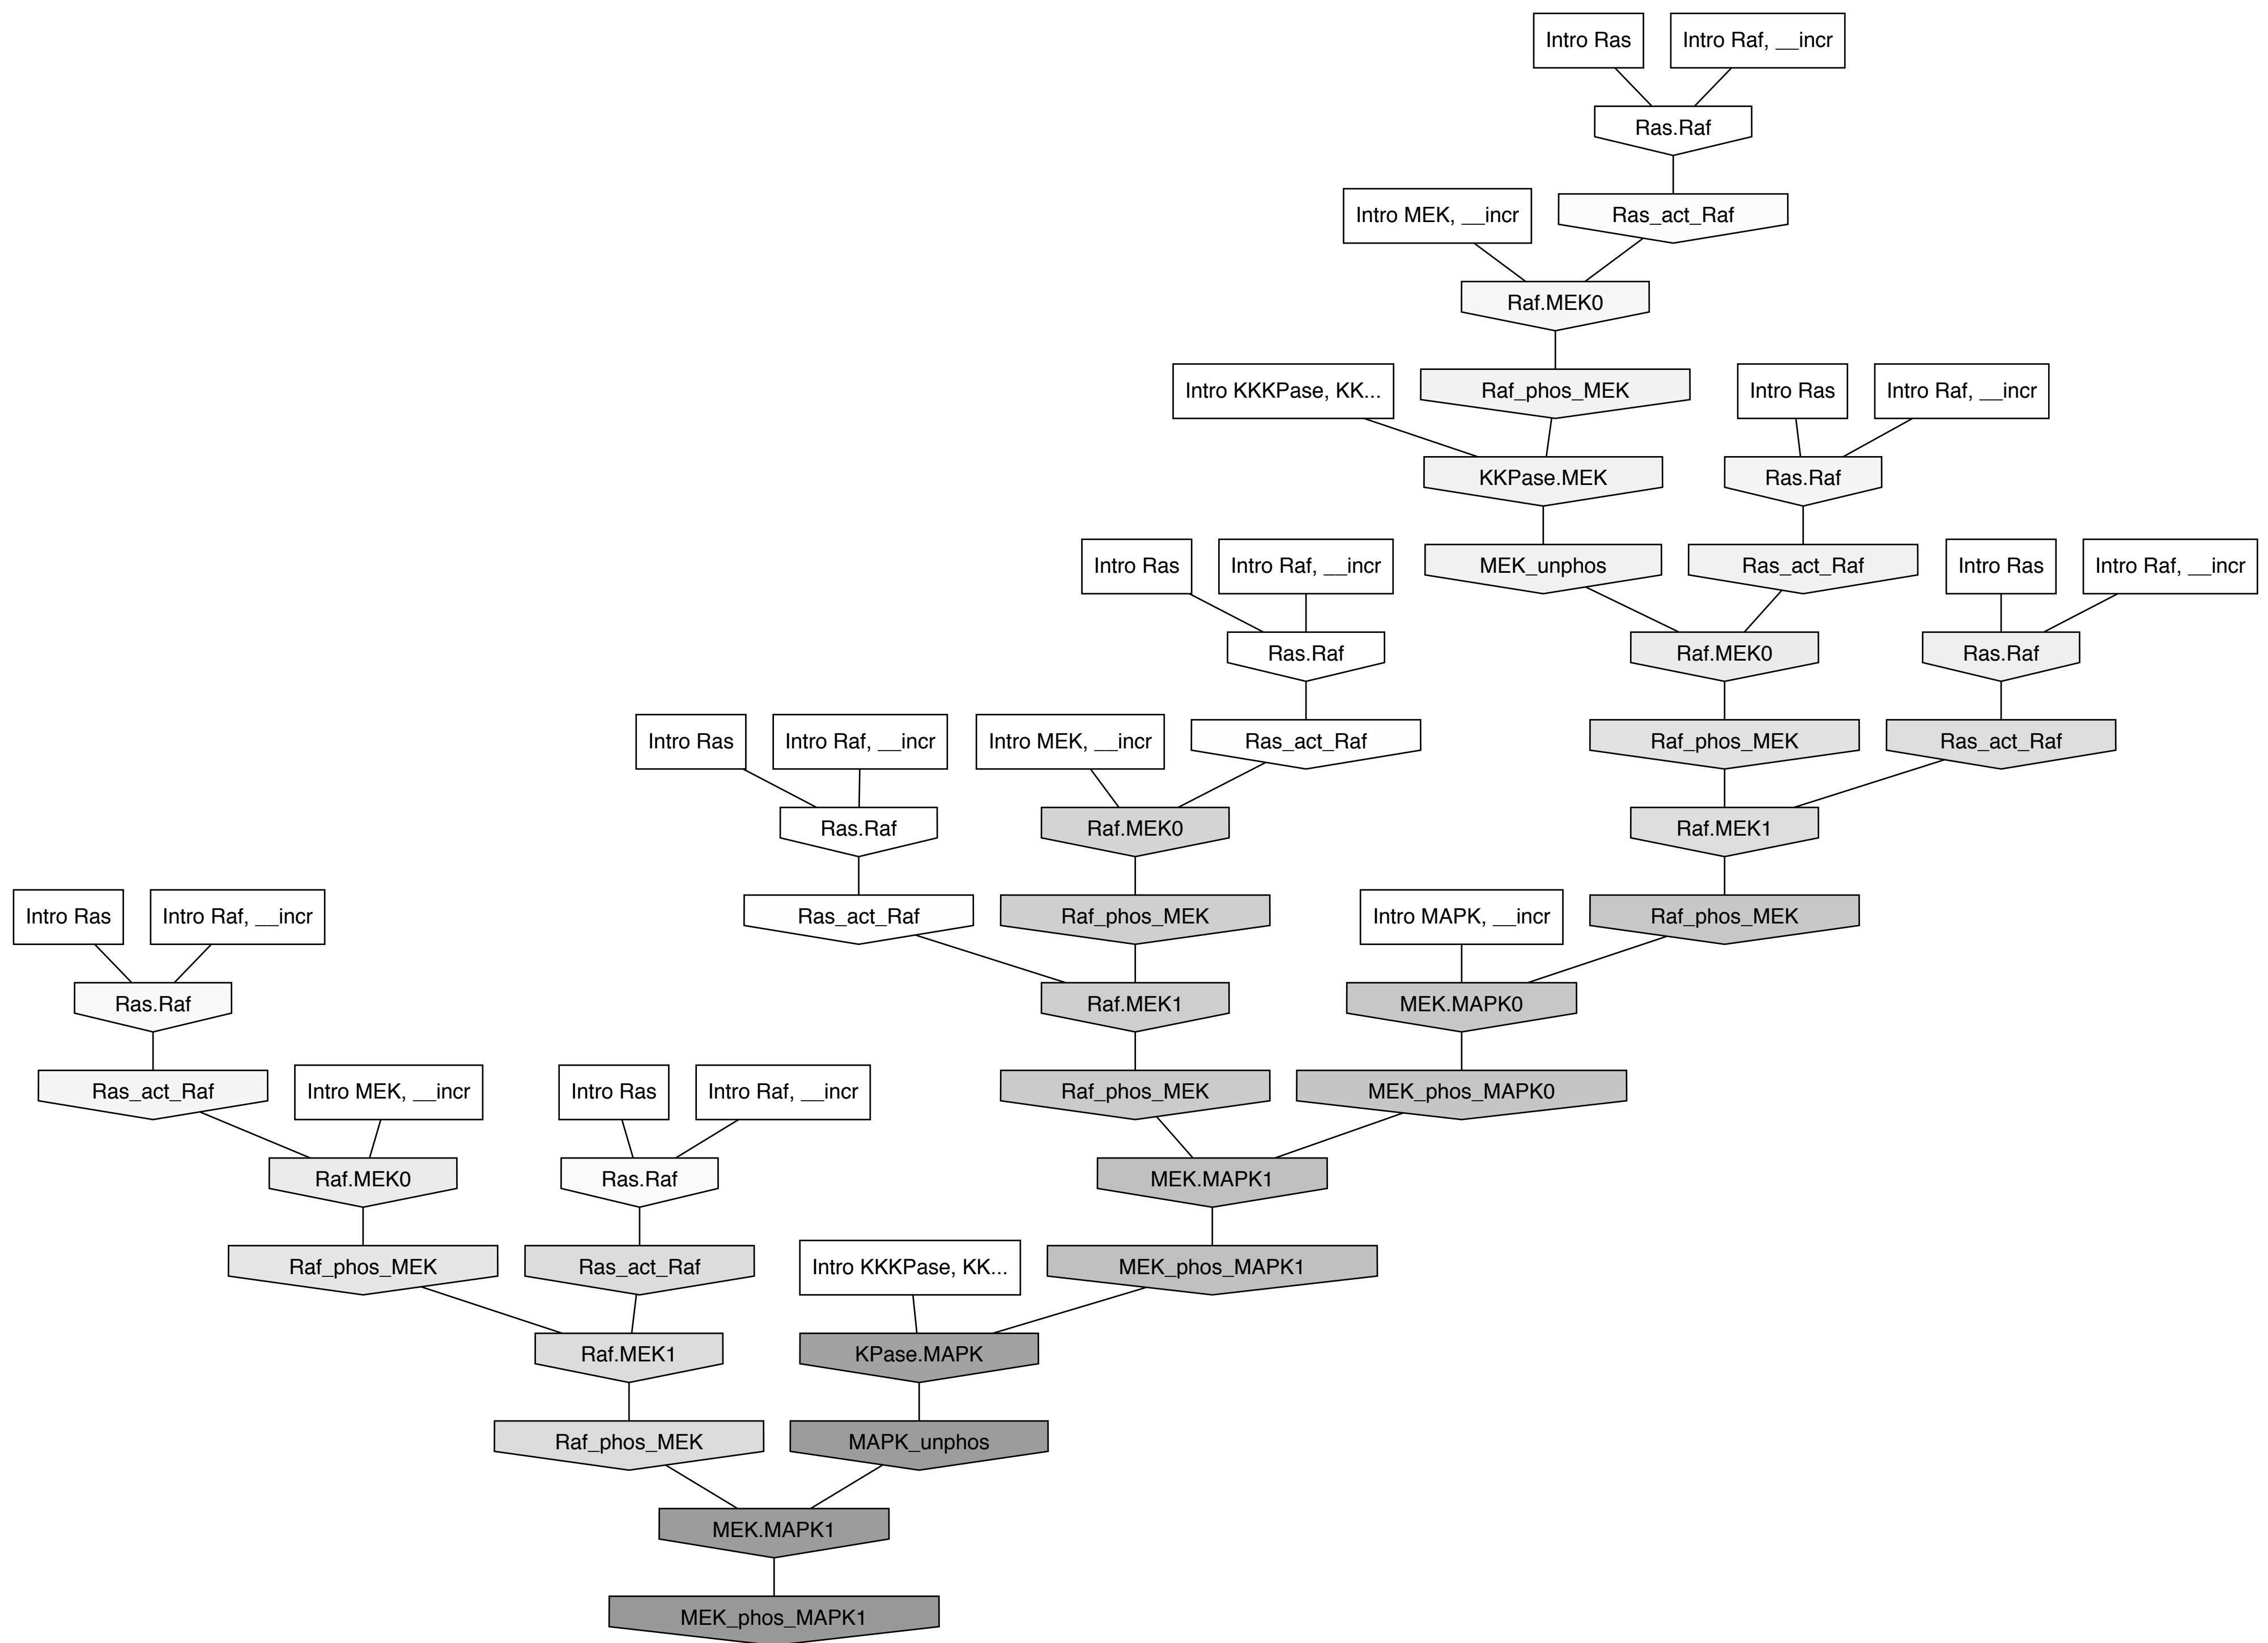 Intro Ras
Intro Raf, __incr
Ras.Raf
Intro MEK, __incr
Ras_act_Raf
Raf.MEK0
Intro KKKPase, KK...
Raf_phos_MEK
Intro Ras
Intro Raf, __incr
KKPase.MEK
Ras.Raf
Intro Ras
Intro Raf, __incr
MEK_unphos
Ras_act_Raf
Intro Ras
Intro Raf, __incr
Ras.Raf
Raf.MEK0
Ras.Raf
Intro Ras
Intro Raf, __incr
Intro MEK, __incr
Ras_act_Raf
Raf_phos_MEK
Ras_act_Raf
Ras.Raf
Raf.MEK0
Raf.MEK1
Intro Ras
Intro Raf, __incr
Ras_act_Raf
Raf_phos_MEK
Intro MAPK, __incr
Raf_phos_MEK
Ras.Raf
Raf.MEK1
MEK.MAPK0
Ras_act_Raf
Intro MEK, __incr
Intro Ras
Intro Raf, __incr
Raf_phos_MEK
MEK_phos_MAPK0
Raf.MEK0
Ras.Raf
MEK.MAPK1
Raf_phos_MEK
Ras_act_Raf
Intro KKKPase, KK...
MEK_phos_MAPK1
Raf.MEK1
KPase.MAPK
Raf_phos_MEK
MAPK_unphos
MEK.MAPK1
MEK_phos_MAPK1